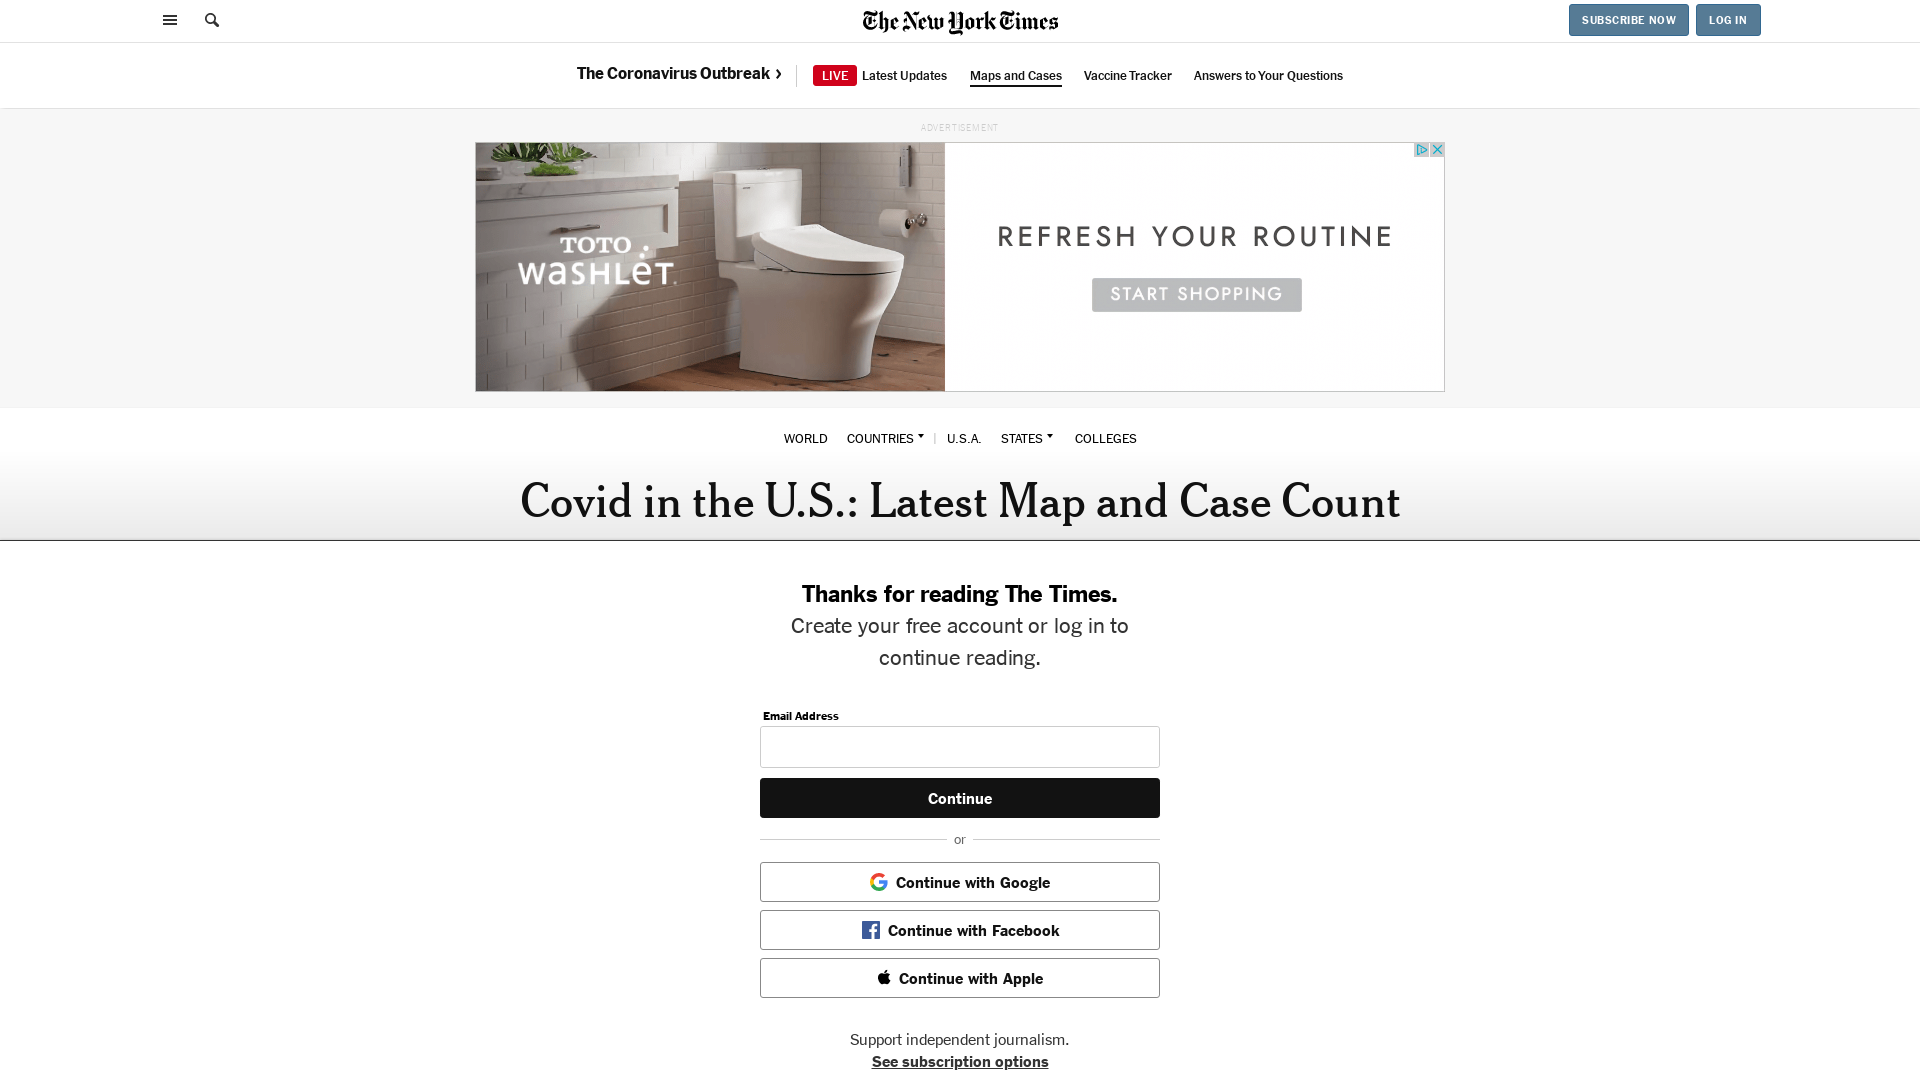 The New York Times
SUBSCRIBE NOW
LOG IN
The Coronavirus Outbreak ›
LIVE Latest Updates
Maps and Cases
Vaccine Tracker
Answers to Your Questions
ADVERTISEMENT
TOTO
WASHLET
REFRESH YOUR ROUTINE
START SHOPPING
WORLD
COUNTRIES
U.S.A.
STATES
COLLEGES
Covid in the U.S.: Latest Map and Case Count
Thanks for reading The Times.
Create your free account or log in to
continue reading.
Email Address
Continue
or
Continue with Google
Continue with Facebook
Continue with Apple
Support independent journalism.
See subscription options